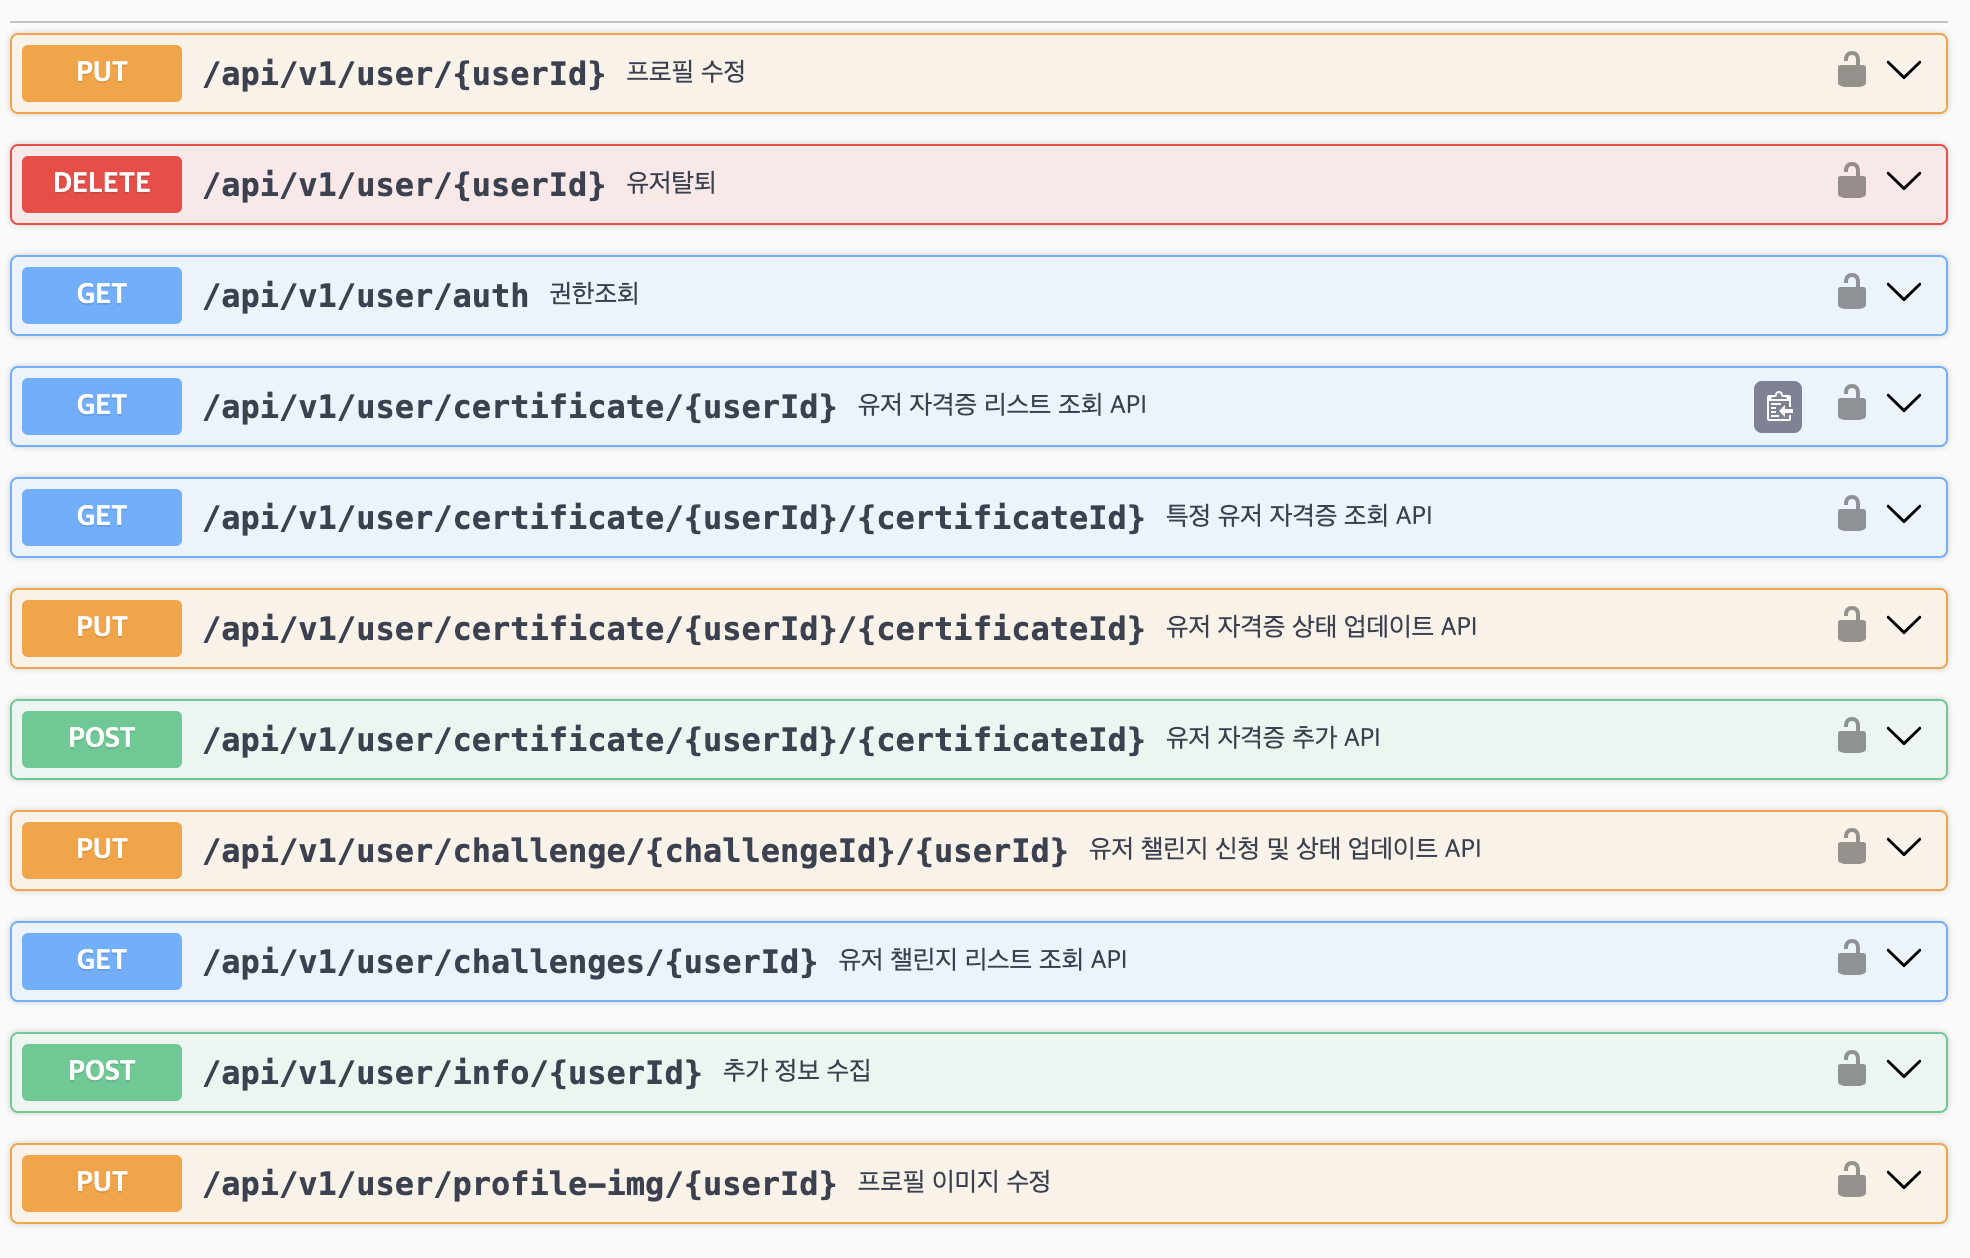 PUT /api/v1/user/{userId} 프로필 수정
DELETE /api/v1/user/{userId} 유저탈퇴
GET /api/v1/user/auth 권한조회
GET /api/v1/user/certificate/{userId} 유저 자격증 리스트 조회 API
GET /api/v1/user/certificate/{userId}/{certificateId} 특정 유저 자격증 조회 API
PUT /api/v1/user/certificate/{userId}/{certificateId} 유저 자격증 상태 업데이트 API
POST /api/v1/user/certificate/{userId}/{certificateId} 유저 자격증 추가 API
PUT /api/v1/user/challenge/{challengeId}/{userId} 유저 챌린지 신청 및 상태 업데이트 API
GET /api/v1/user/challenges/{userId} 유저 챌린지 리스트 조회 API
POST /api/v1/user/info/{userId} 추가 정보 수집
PUT /api/v1/user/profile-img/{userId} 프로필 이미지 수정